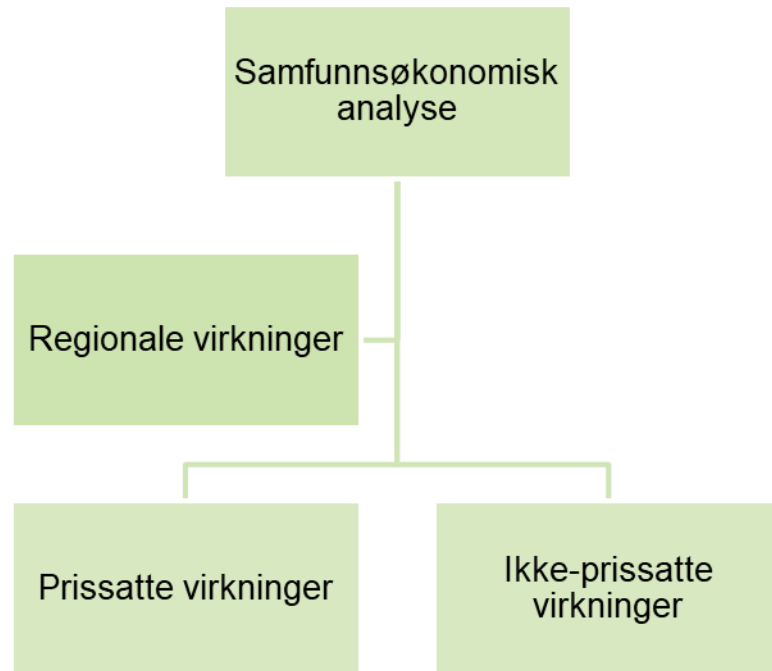 Samfunnsøkonomisk
analyse
Regionale virkninger
Prissatte virkninger
Ikke-prissatte
virkninger